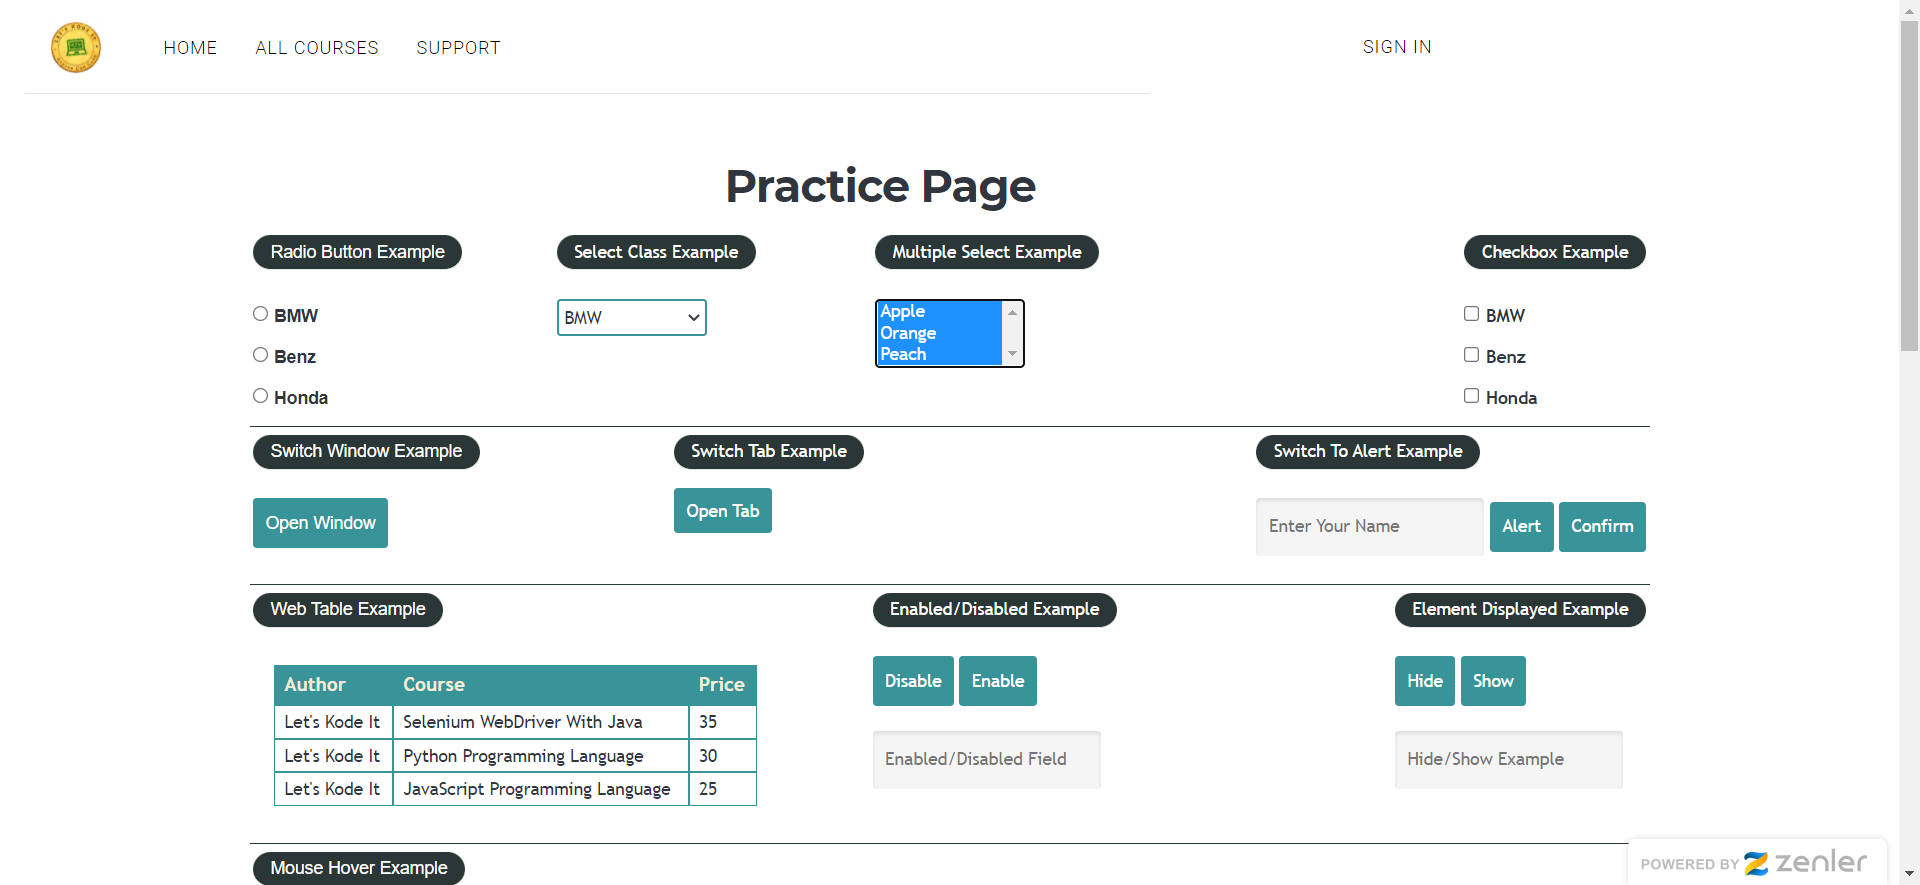 HOME ALL COURSES SUPPORT SIGN IN
Practice Page
Radio Button Example Select Class Example Multiple Select Example Checkbox Example
BMW BMW Apple BMW
Orange
Peach
Benz Benz
Honda Honda
Switch Window Example Switch Tab Example Switch To Alert Example
Open Window Open Tab Enter Your Name Alert Confirm
Web Table Example Enabled/Disabled Example Element Displayed Example
Author Course Price Disable Enable Hide Show
Let's Kode It Selenium WebDriver With Java 35
Let's Kode It Python Programming Language 30 Enabled/Disabled Field Hide/Show Example
Let's Kode It JavaScript Programming Language 25
Mouse Hover Example POWERED BY zenler